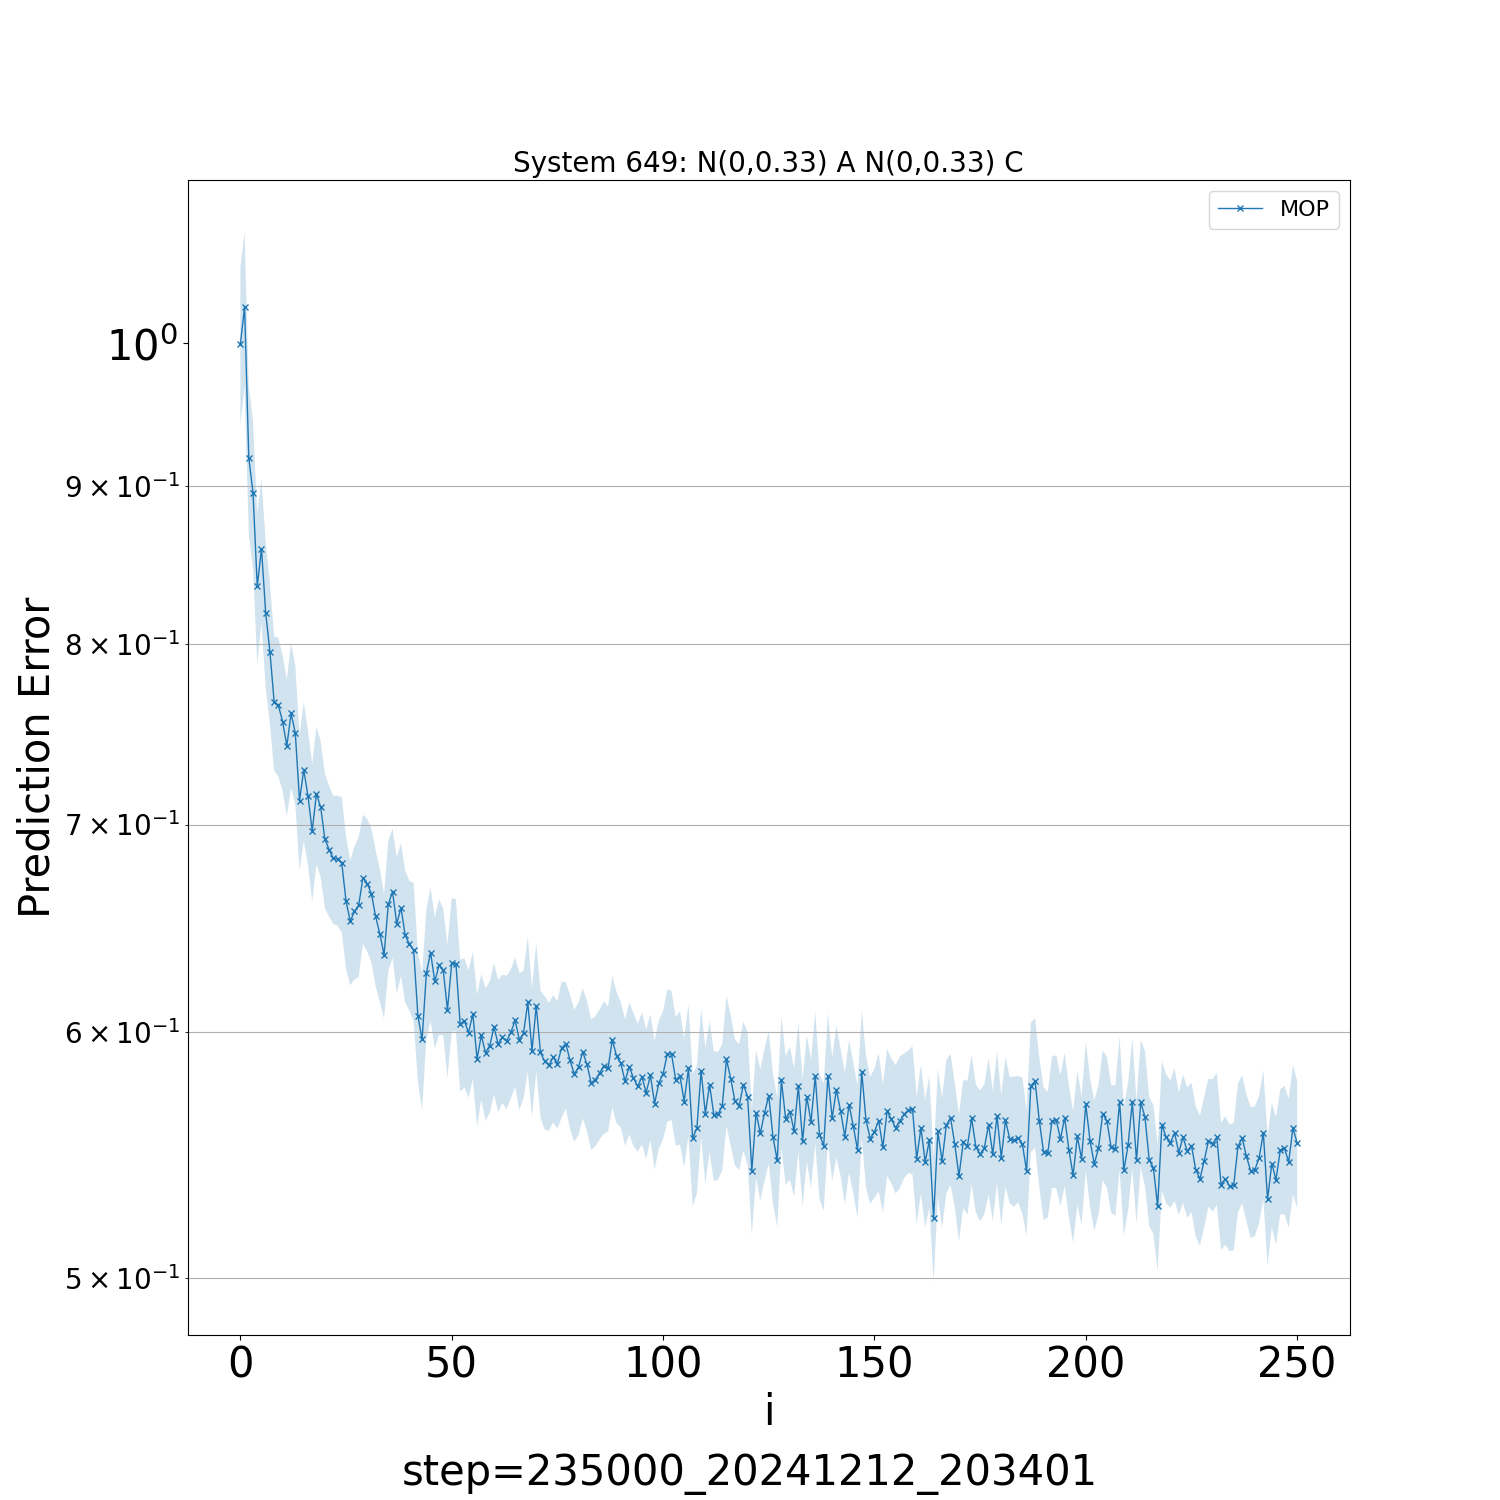 System 649: N(0,0.33) A N(0,0.33) C
MOP
10⁰
9 × 10⁻¹
8 × 10⁻¹
7 × 10⁻¹
6 × 10⁻¹
5 × 10⁻¹
Prediction Error
0 50 100 150 200 250
i
step=235000_20241212_203401